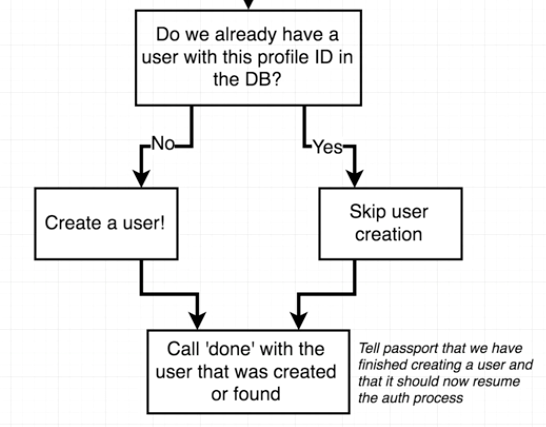 Do we already have a
user with this profile ID in
the DB?
No
Yes
Create a user!
Skip user
creation
Call 'done' with the
user that was created
or found
Tell passport that we have
finished creating a user and
that it should now resume
the auth process